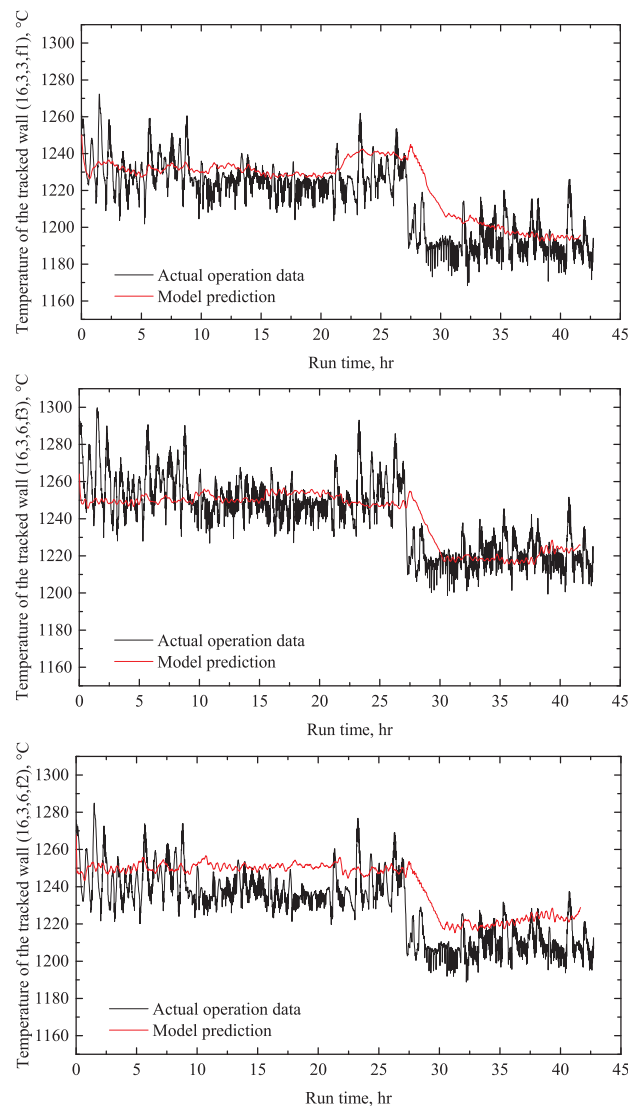 Temperature of the tracked wall (16,3,3,f1), °C
1300
1280
1260
1240
1220
1200
1180
1160
0 5 10 15 20 25 30 35 40 45
Actual operation data
Model prediction
Run time, hr
Temperature of the tracked wall (16,3,6,f3), °C
1300
1280
1260
1240
1220
1200
1180
1160
0 5 10 15 20 25 30 35 40 45
Actual operation data
Model prediction
Run time, hr
Temperature of the tracked wall (16,3,6,f2), °C
1300
1280
1260
1240
1220
1200
1180
1160
0 5 10 15 20 25 30 35 40 45
Actual operation data
Model prediction
Run time, hr